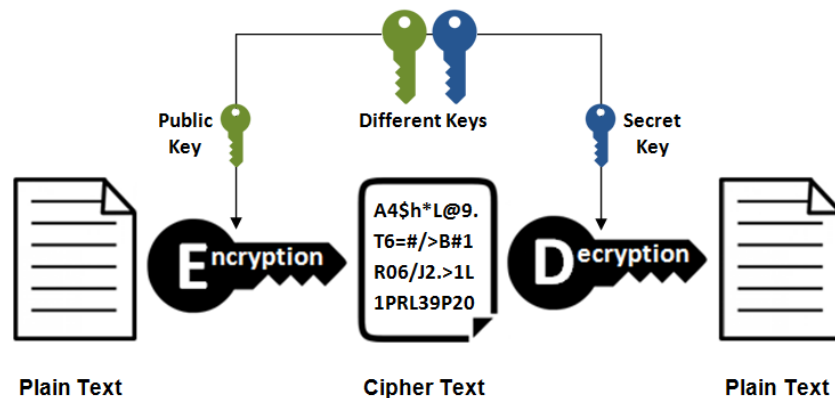 Public
Key
Different Keys
Secret
Key
Encryption
A4$h*L@9.
T6=#/>B#1
R06/J2.>1L
1PRL39P20
Decryption
Plain Text
Cipher Text
Plain Text